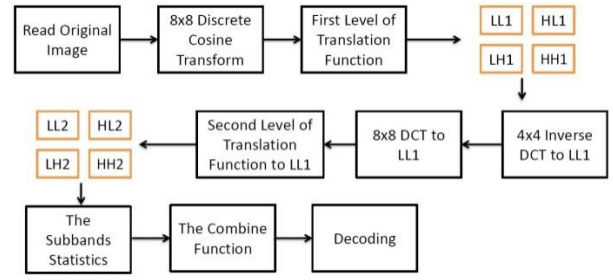 Read Original
Image
8x8 Discrete
Cosine
Transform
First Level of
Translation
Function
LL1 HL1
LH1 HH1
4x4 Inverse
DCT to LL1
8x8 DCT to
LL1
Second Level of
Translation
Function to LL1
LL2 HL2
LH2 HH2
The
Subbands
Statistics
The Combine
Function
Decoding